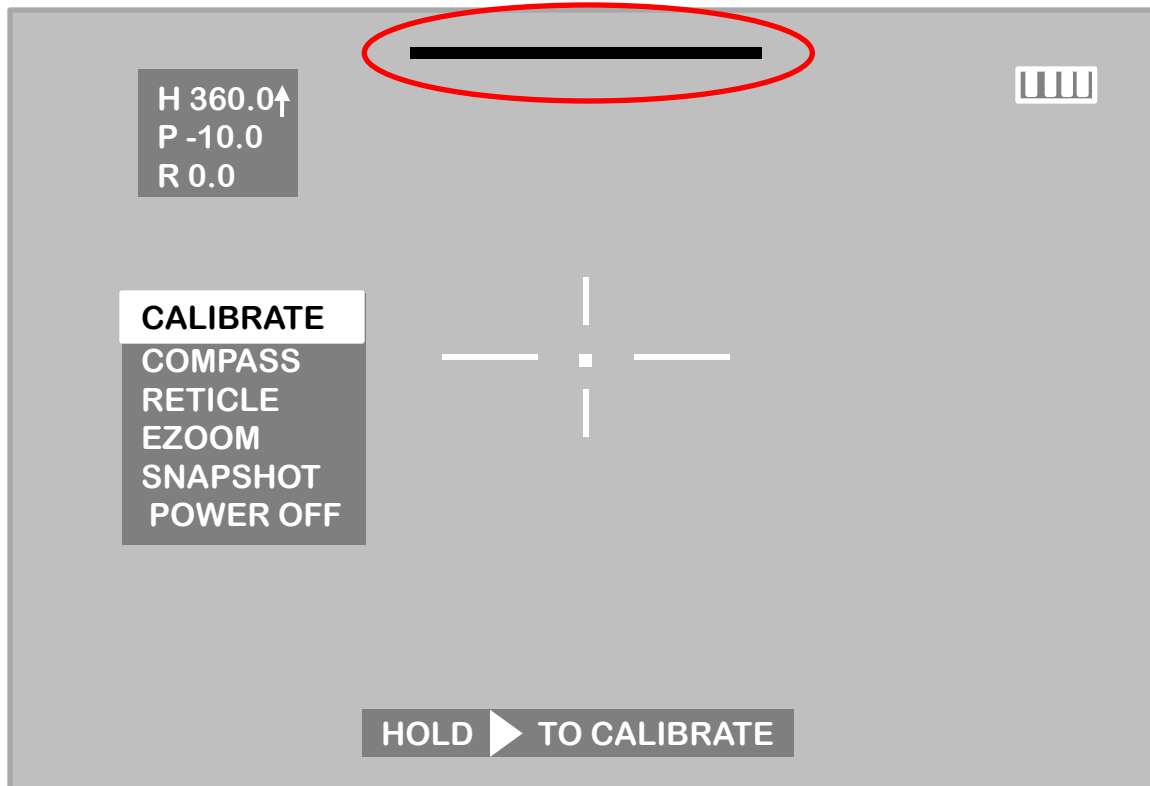 H 360.0
P -10.0
R 0.0
CALIBRATE
COMPASS
RETICLE
EZOOM
SNAPSHOT
POWER OFF
HOLD TO CALIBRATE